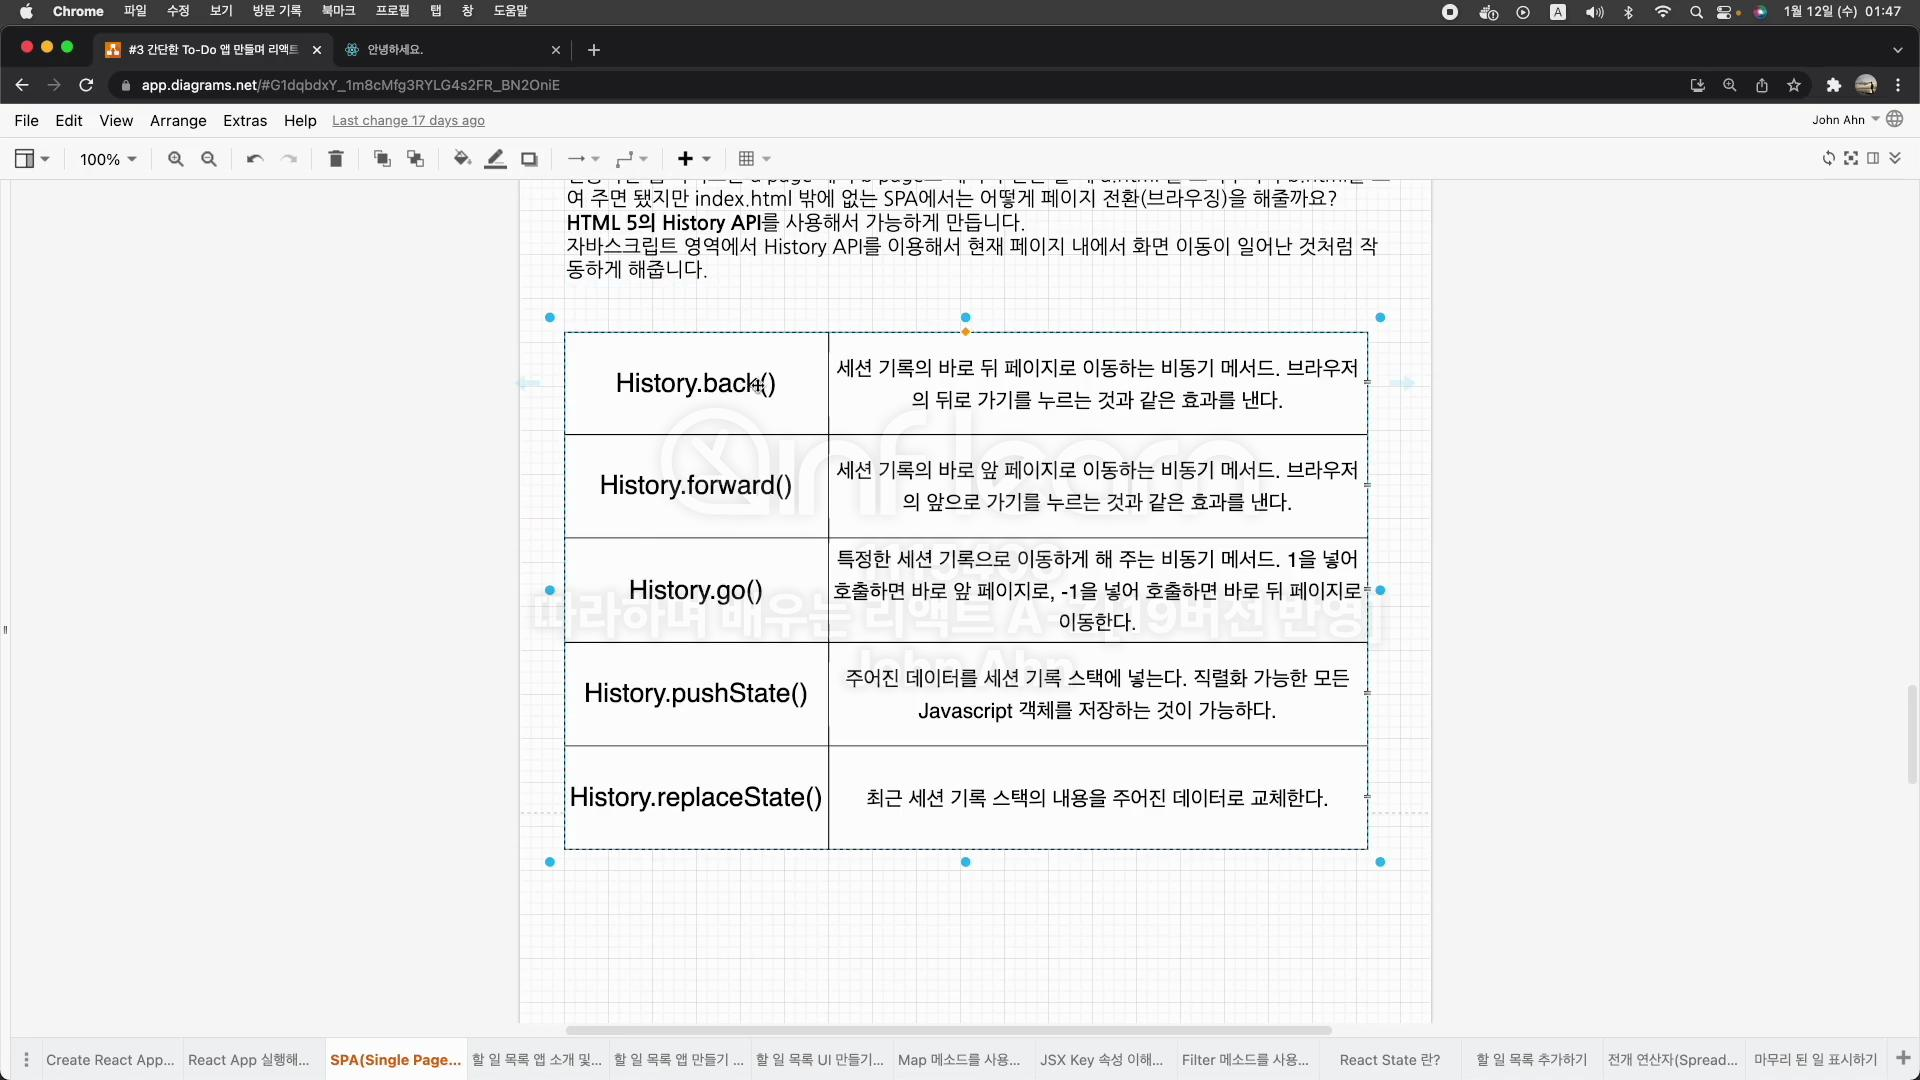 Chrome 파일 수정 보기 방문 기록 북마크 프로필 탭 창 도움말 A 1월 12일 (수) 01:47
#3 간단한 To-Do 앱 만들며 리액트 안녕하세요.
app.diagrams.net/#G1dqbdxY_1m8cMfg3RYLG4s2FR_BN2OniE
File Edit View Arrange Extras Help Last change 17 days ago John Ahn
100%
여 주면 됐지만 index.html 밖에 없는 SPA에서는 어떻게 페이지 전환(브라우징)을 해줄까요?
HTML 5의 History API를 사용해서 가능하게 만듭니다.
자바스크립트 영역에서 History API를 이용해서 현재 페이지 내에서 화면 이동이 일어난 것처럼 작
동하게 해줍니다.
History.back()
세션 기록의 바로 뒤 페이지로 이동하는 비동기 메서드. 브라우저
의 뒤로 가기를 누르는 것과 같은 효과를 낸다.
inflearn
History.forward()
세션 기록의 바로 앞 페이지로 이동하는 비동기 메서드. 브라우저
의 앞으로 가기를 누르는 것과 같은 효과를 낸다.
History.go()
특정한 세션 기록으로 이동하게 해 주는 비동기 메서드. 1을 넣어
호출하면 바로 앞 페이지로, -1을 넣어 호출하면 바로 뒤 페이지로
이동한다.
따라하며 배우는 리액트 A-Z[19버전 반영]
John Ahn
History.pushState()
주어진 데이터를 세션 기록 스택에 넣는다. 직렬화 가능한 모든
Javascript 객체를 저장하는 것이 가능하다.
History.replaceState()
최근 세션 기록 스택의 내용을 주어진 데이터로 교체한다.
Create React App... React App 실행해... SPA(Single Page... 할 일 목록 앱 소개 및... 할 일 목록 앱 만들기 ... 할 일 목록 UI 만들기... Map 메소드를 사용... JSX Key 속성 이해... Filter 메소드를 사용... React State 란? 할 일 목록 추가하기 전개 연산자(Spread... 마무리 된 일 표시하기